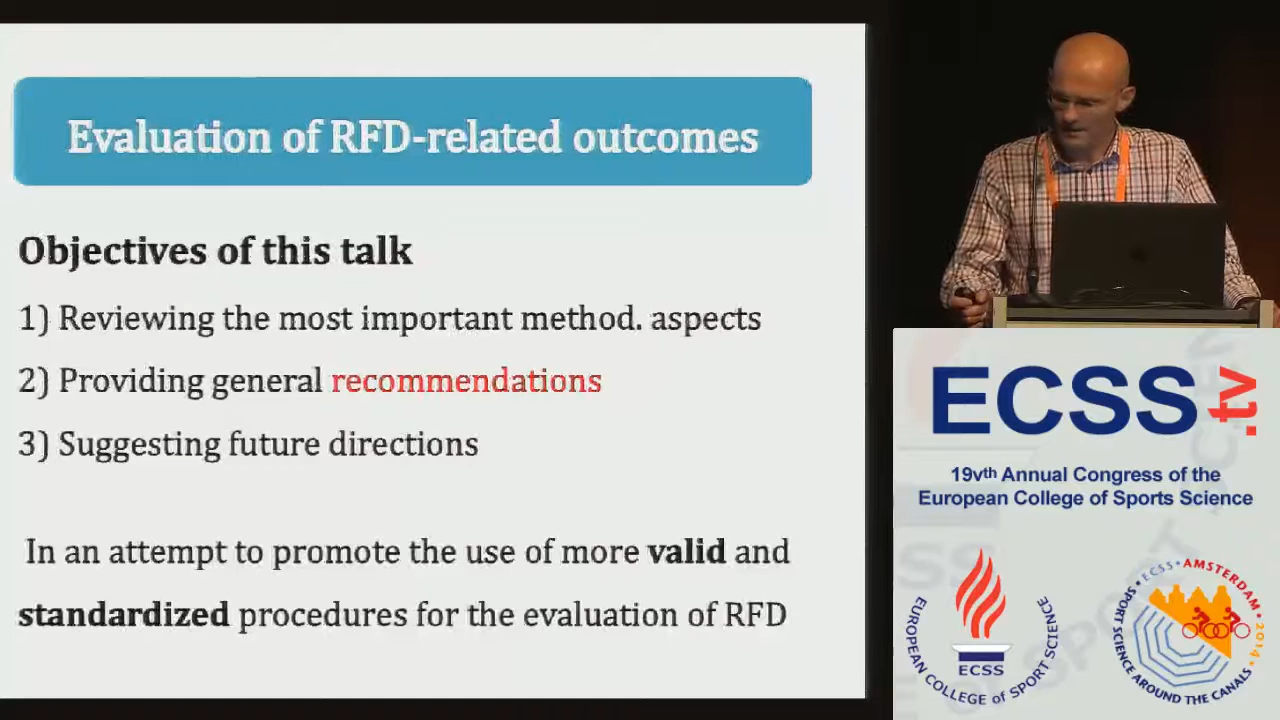 Evaluation of RFD-related outcomes
Objectives of this talk
1) Reviewing the most important method. aspects
2) Providing general recommendations
3) Suggesting future directions
In an attempt to promote the use of more valid and
standardized procedures for the evaluation of RFD
ECSS.tv
19vth Annual Congress of the
European College of Sports Science
EUROPEAN COLLEGE OF SPORT SCIENCE
ECSS
SPORT SCIENCE AROUND THE CANALS • ECSS • AMSTERDAM • 2014 •